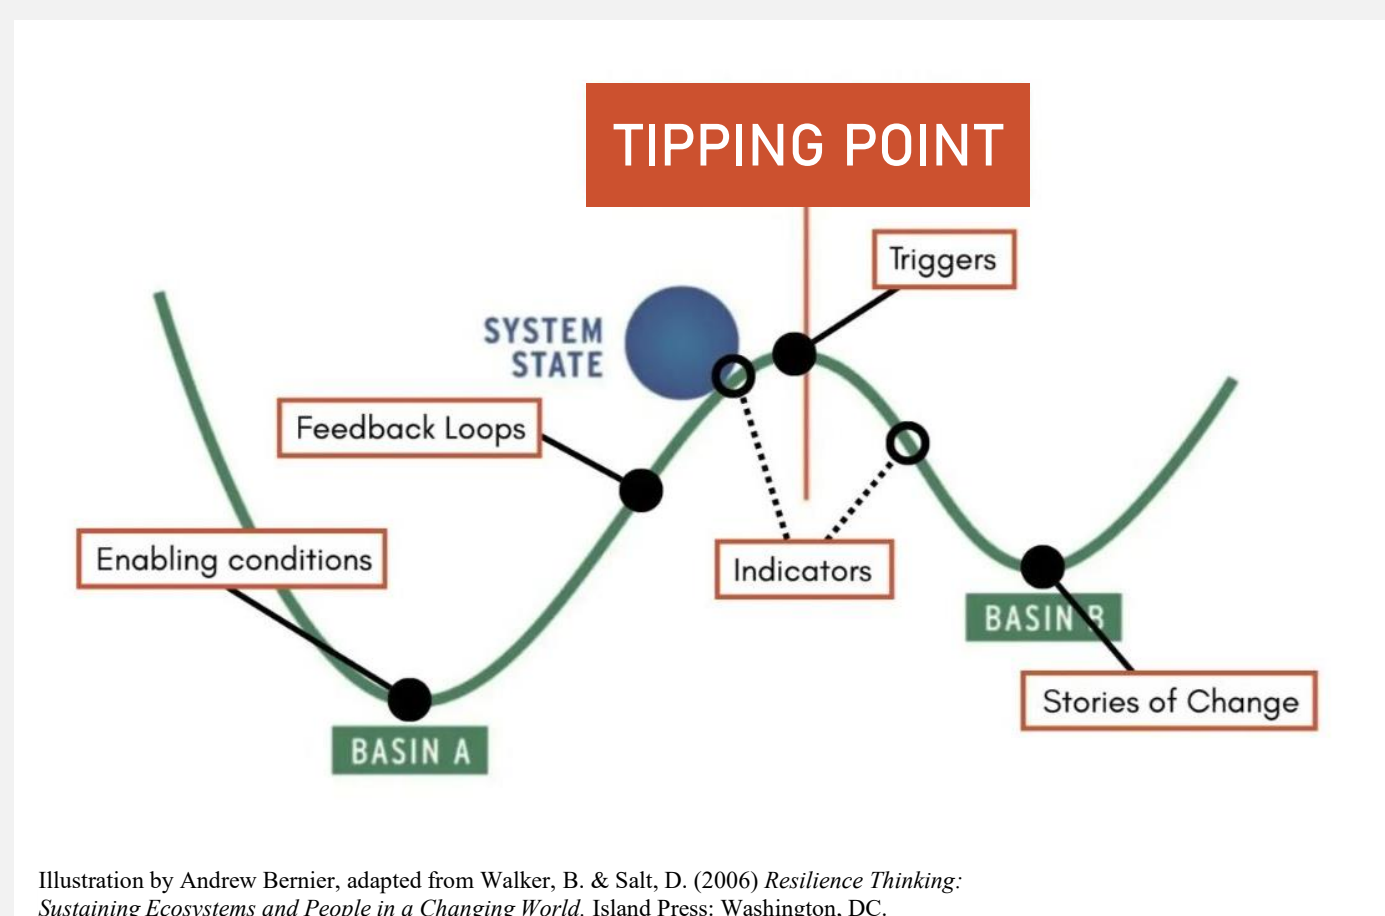 TIPPING POINT
Triggers
SYSTEM
STATE
Feedback Loops
Enabling conditions
Indicators
BASIN B
Stories of Change
BASIN A
Illustration by Andrew Bernier, adapted from Walker, B. & Salt, D. (2006) Resilience Thinking:
Sustaining Ecosystems and People in a Changing World. Island Press: Washington, DC.